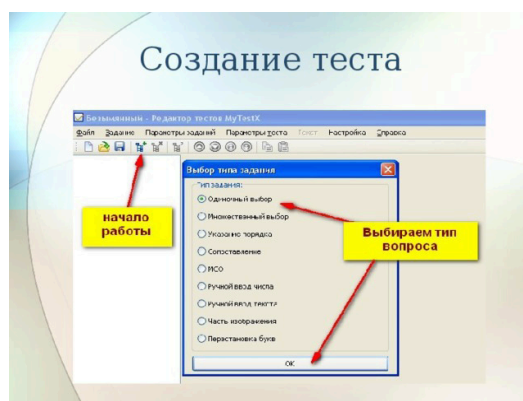 Создание теста
Безымянный - Редактор тестов MyTestX
Файл Задание Параметры заданий Параметры теста Текст Настройка Справка
Выбор типа задания
Тип задания:
Одиночный выбор
Множественный выбор
Указание порядка
Сопоставление
МСО
Ручной ввод числа
Ручной ввод текста
Часть изображения
Перестановка букв
OK
начало
работы
Выбираем тип
вопроса